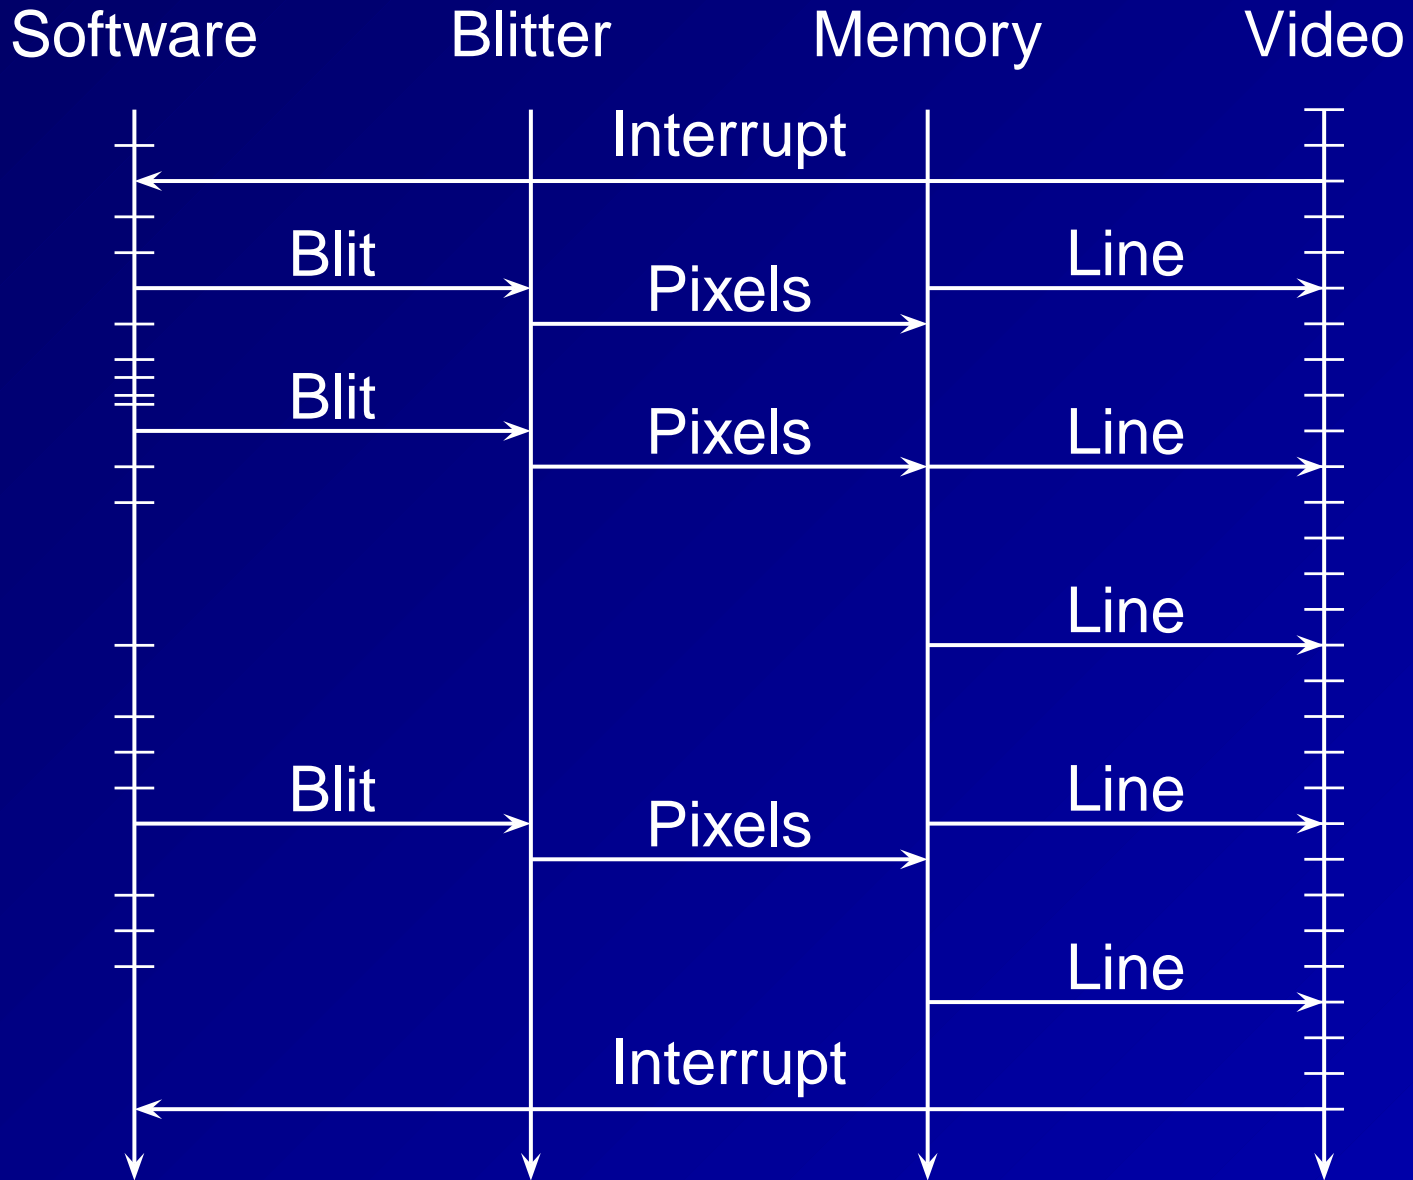 Software Blitter Memory Video
Interrupt
Blit Line
Pixels
Blit
Pixels Line
Line
Blit Line
Pixels
Line
Interrupt